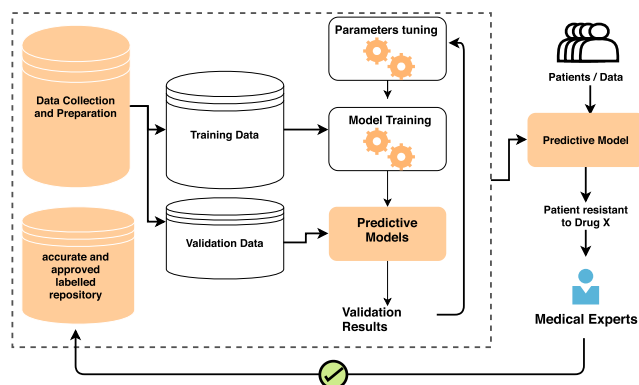 Data Collection
and Preparation
accurate and
approved
labelled
repository
Training Data
Validation Data
Parameters tuning
Model Training
Predictive
Models
Validation
Results
Patients / Data
Predictive Model
Patient resistant
to Drug X
Medical Experts